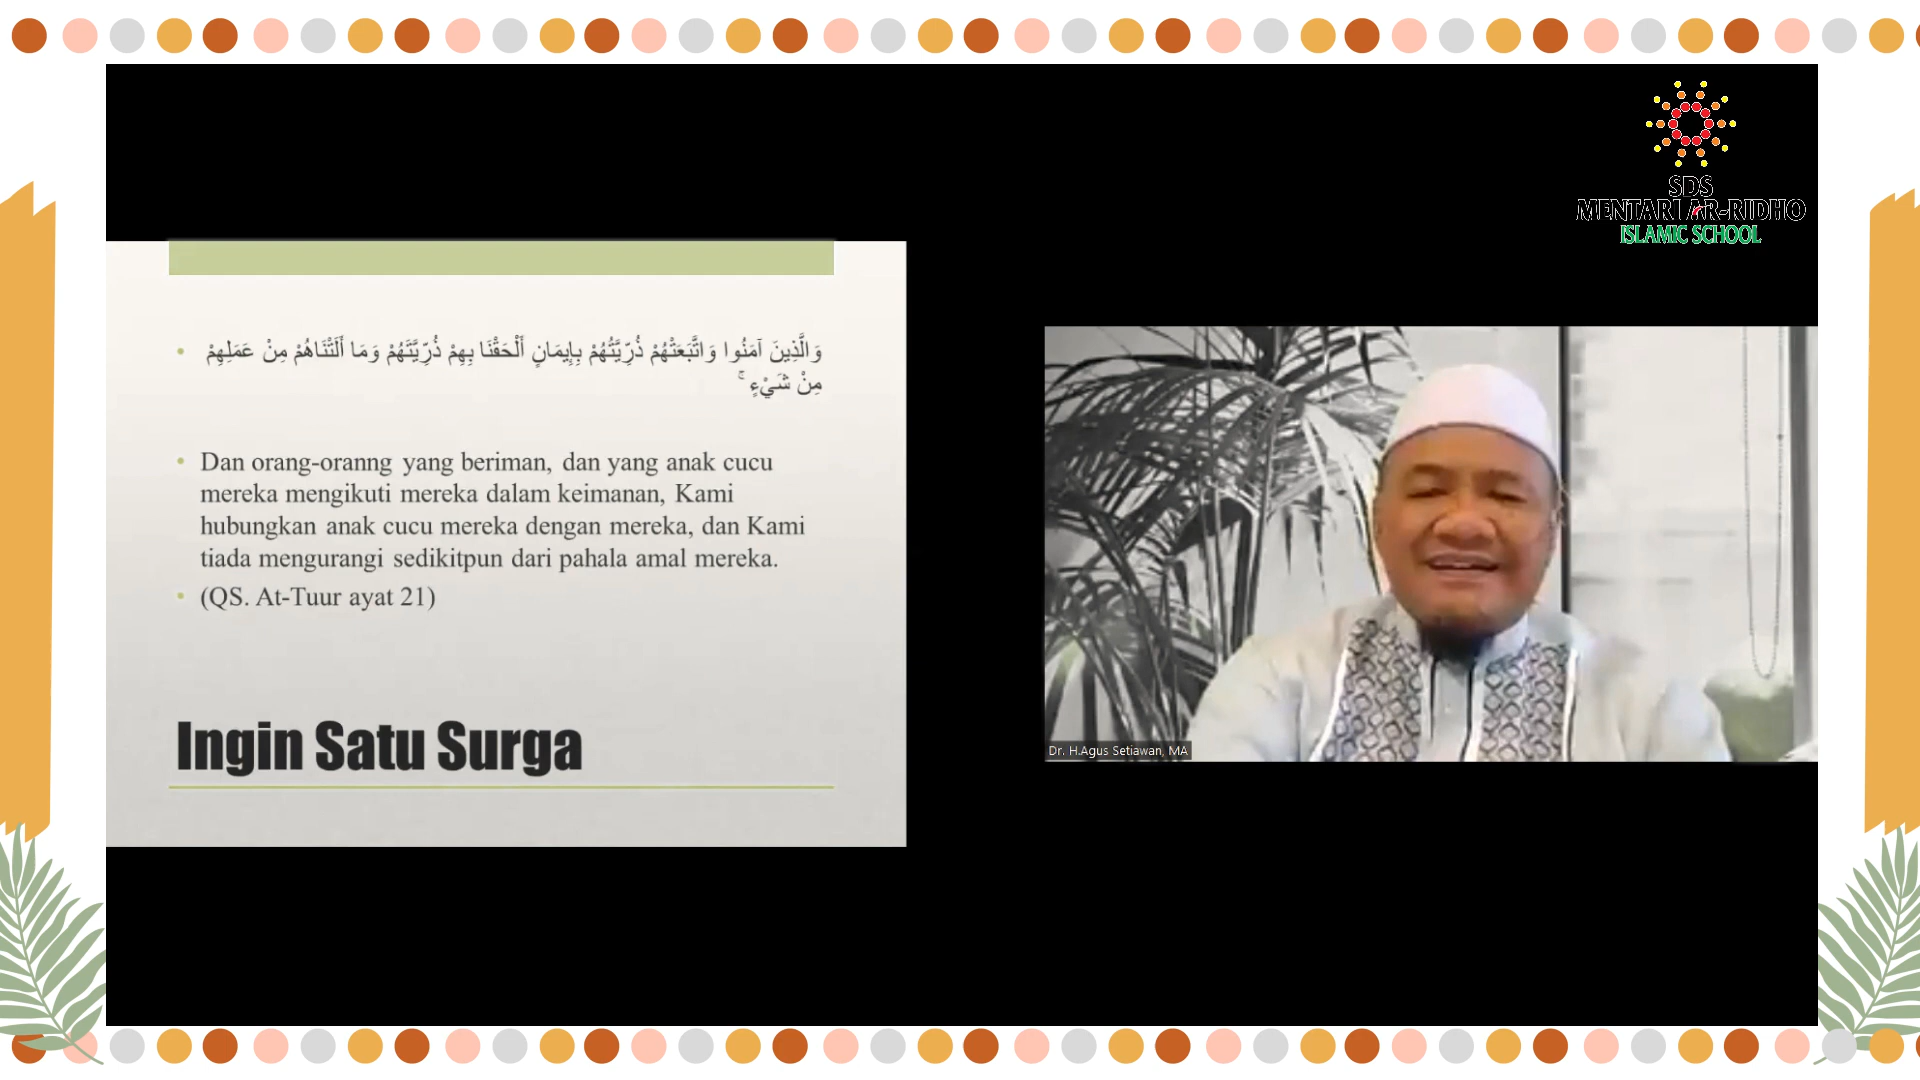 SDS
MENTARI AR-RIDHO
ISLAMIC SCHOOL
وَالَّذِينَ آمَنُوا وَاتَّبَعَتْهُمْ ذُرِّيَّتُهُمْ بِإِيمَانٍ أَلْحَقْنَا بِهِمْ ذُرِّيَّتَهُمْ وَمَا أَلَتْنَاهُمْ مِنْ عَمَلِهِمْ
مِنْ شَيْءٍ ۚ
Dan orang-oranng yang beriman, dan yang anak cucu
mereka mengikuti mereka dalam keimanan, Kami
hubungkan anak cucu mereka dengan mereka, dan Kami
tiada mengurangi sedikitpun dari pahala amal mereka.
(QS. At-Tuur ayat 21)
Ingin Satu Surga
Dr. H.Agus Setiawan, MA